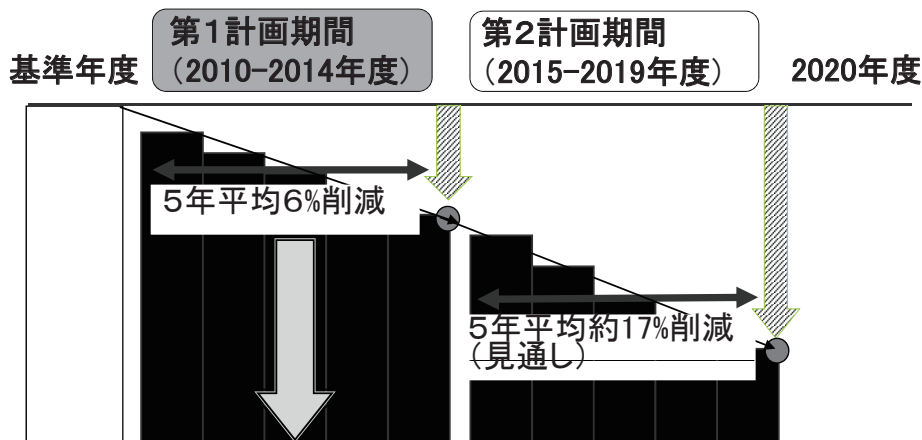 基準年度
第1計画期間
(2010-2014年度)
第2計画期間
(2015-2019年度)
2020年度
5年平均6%削減
5年平均約17%削減
(見通し)